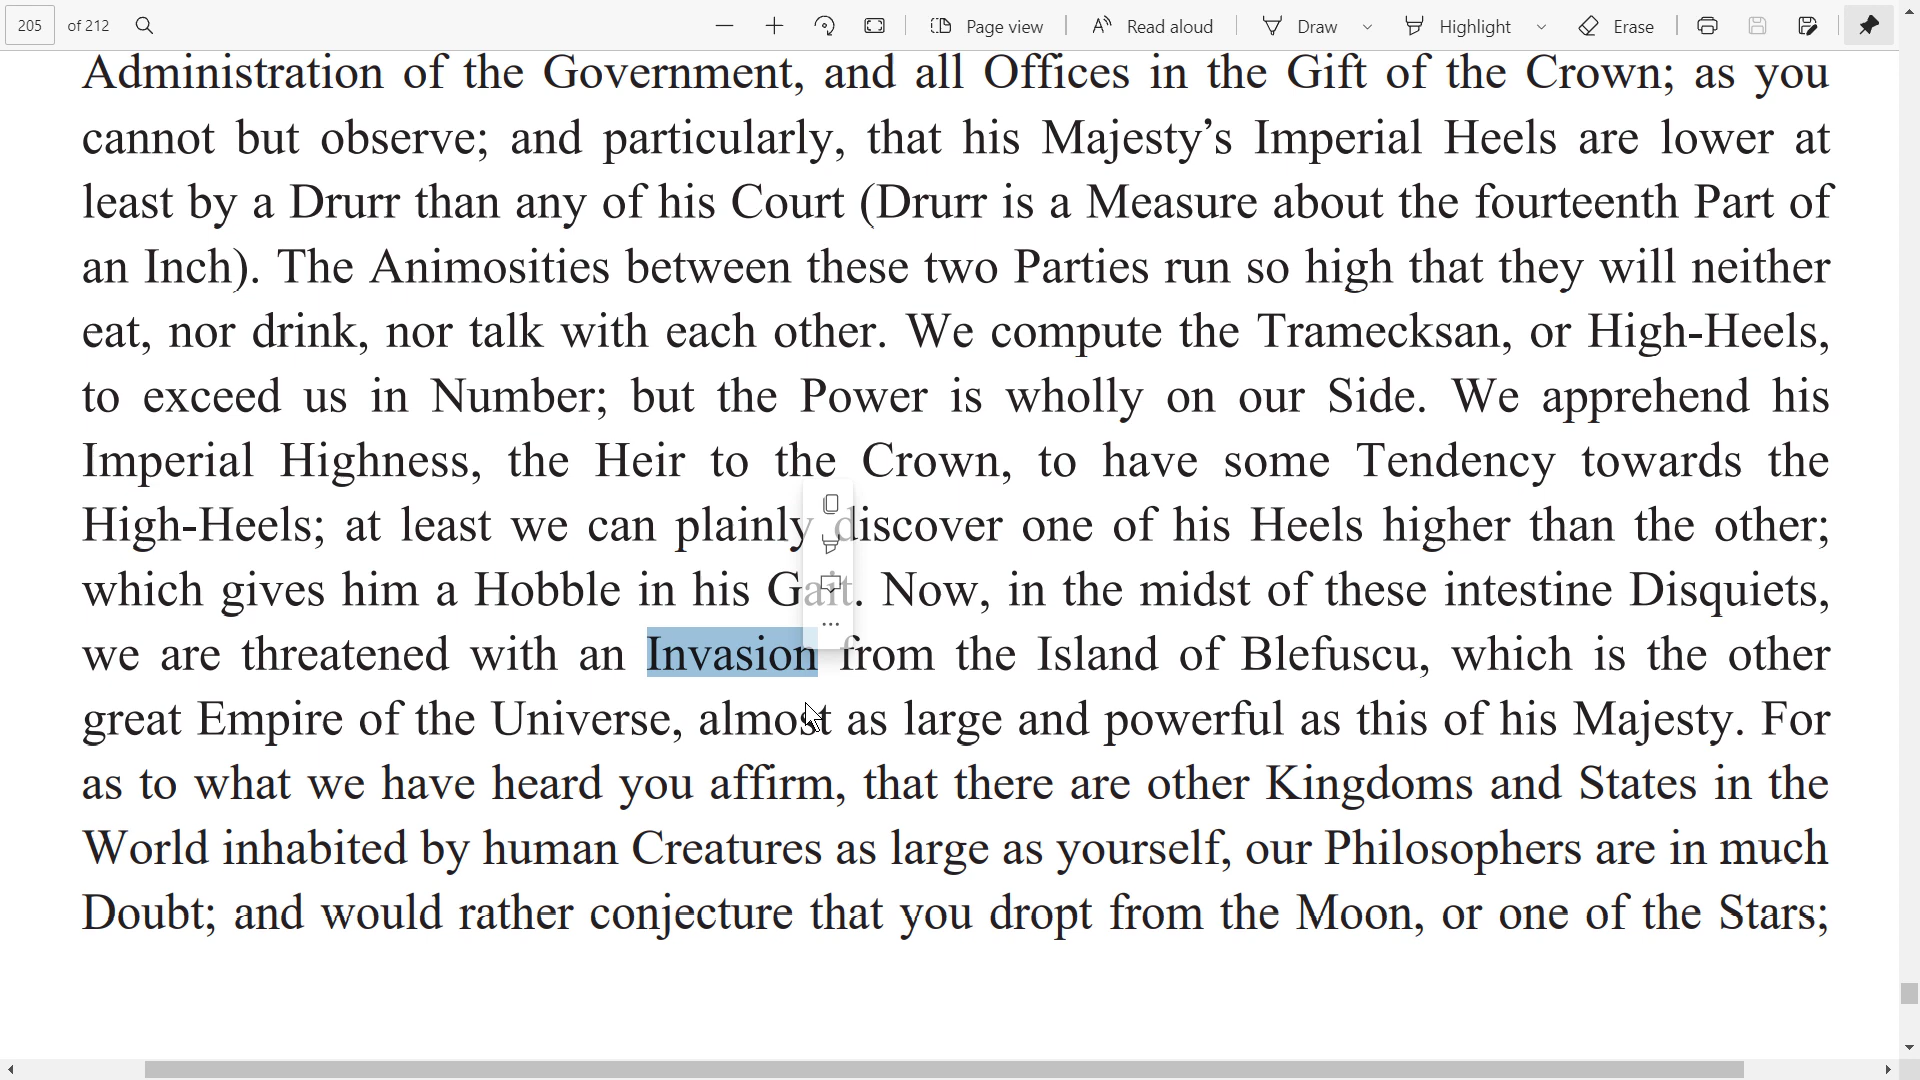 205 of 212 Page view Read aloud Draw Highlight Erase
Administration of the Government, and all Offices in the Gift of the Crown; as you
cannot but observe; and particularly, that his Majesty’s Imperial Heels are lower at
least by a Drurr than any of his Court (Drurr is a Measure about the fourteenth Part of
an Inch). The Animosities between these two Parties run so high that they will neither
eat, nor drink, nor talk with each other. We compute the Tramecksan, or High-Heels,
to exceed us in Number; but the Power is wholly on our Side. We apprehend his
Imperial Highness, the Heir to the Crown, to have some Tendency towards the
High-Heels; at least we can plainly discover one of his Heels higher than the other;
which gives him a Hobble in his Gait. Now, in the midst of these intestine Disquiets,
we are threatened with an Invasion from the Island of Blefuscu, which is the other
great Empire of the Universe, almost as large and powerful as this of his Majesty. For
as to what we have heard you affirm, that there are other Kingdoms and States in the
World inhabited by human Creatures as large as yourself, our Philosophers are in much
Doubt; and would rather conjecture that you dropt from the Moon, or one of the Stars;